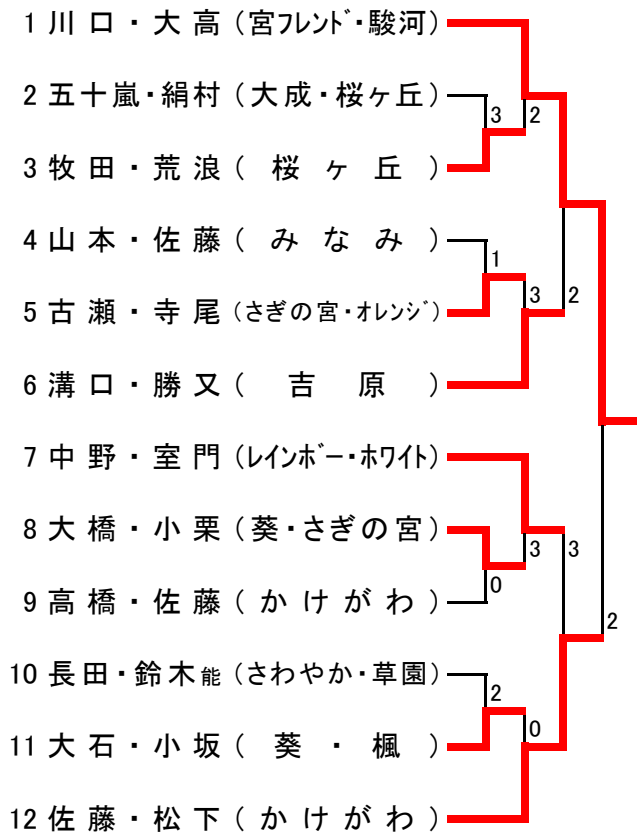 1 川口・大高 (宮フレンド・駿河)
2 五十嵐・絹村 (大成・桜ヶ丘)
3
2
3 牧田・荒浪 (桜ヶ丘)
4 山本・佐藤 (みなみ)
1
5 古瀬・寺尾 (さぎの宮・オレンジ)
3
2
6 溝口・勝又 (吉原)
7 中野・室門 (レインボー・ホワイト)
8 大橋・小栗 (葵・さぎの宮)
3
3
0
9 高橋・佐藤 (かけがわ)
2
10 長田・鈴木能 (さわやか・草園)
2
0
11 大石・小坂 (葵・楓)
12 佐藤・松下 (かけがわ)